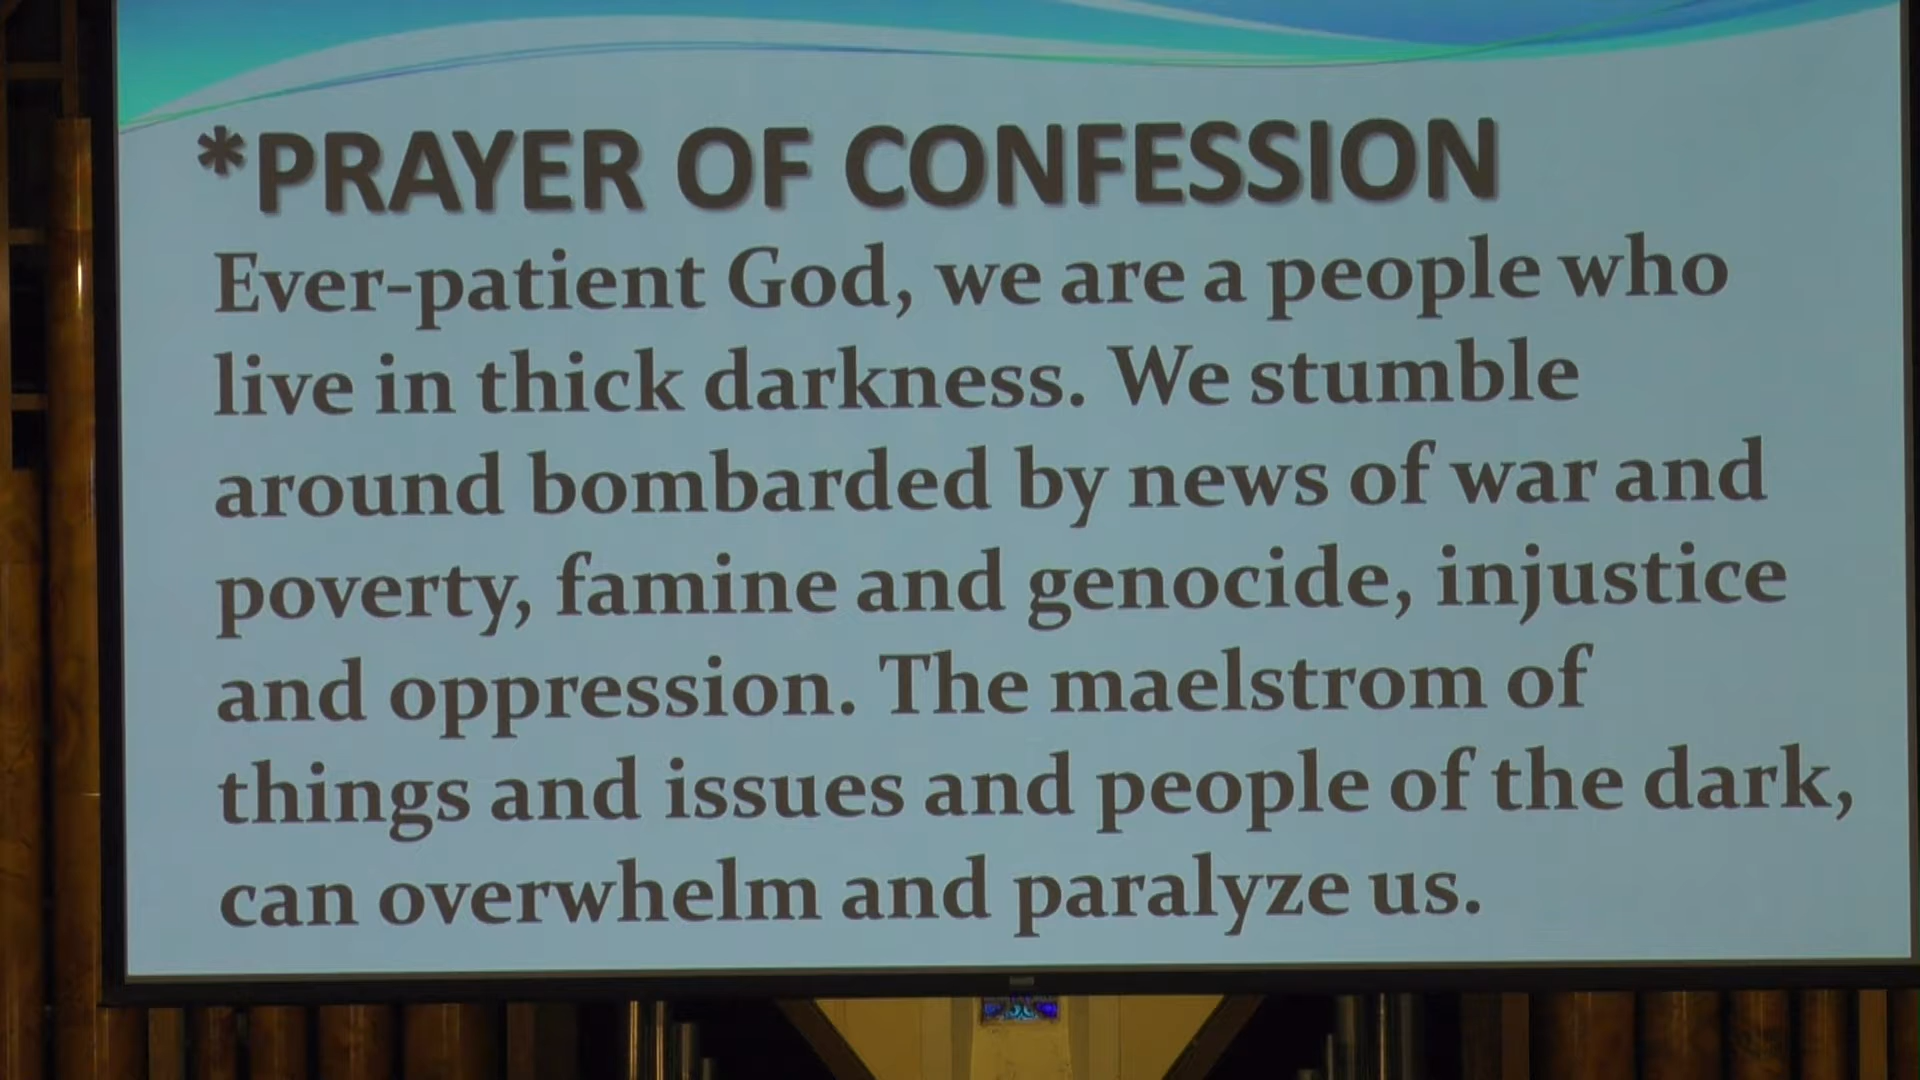 *PRAYER OF CONFESSION
Ever-patient God, we are a people who
live in thick darkness. We stumble
around bombarded by news of war and
poverty, famine and genocide, injustice
and oppression. The maelstrom of
things and issues and people of the dark,
can overwhelm and paralyze us.